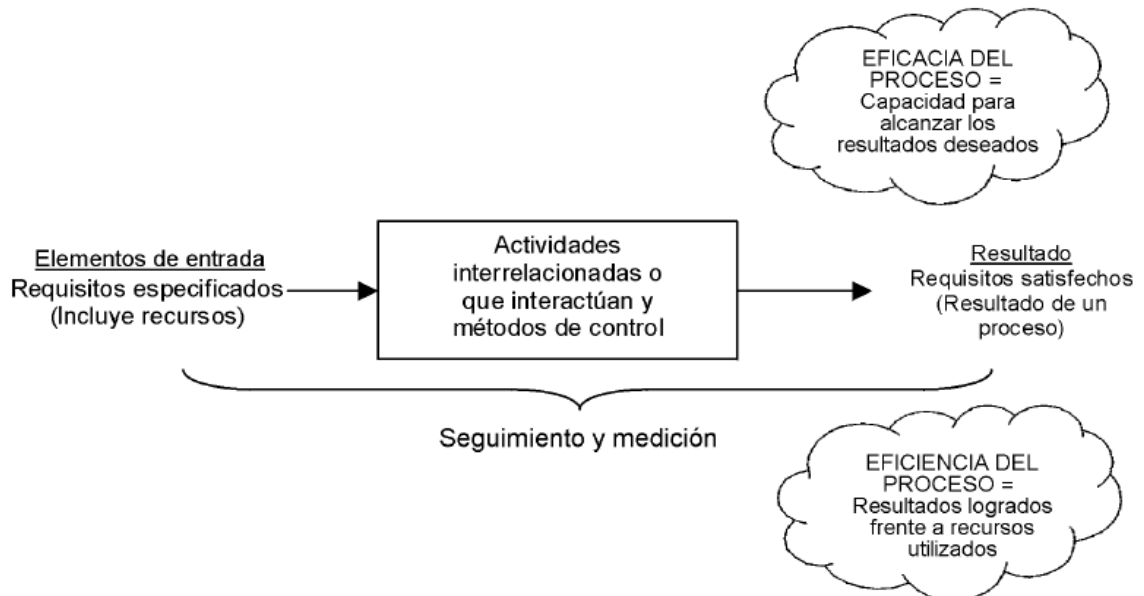 EFICACIA DEL
PROCESO =
Capacidad para
alcanzar los
resultados deseados
Elementos de entrada
Requisitos especificados
(Incluye recursos)
Actividades
interrelacionadas o
que interactúan y
métodos de control
Resultado
Requisitos satisfechos
(Resultado de un
proceso)
Seguimiento y medición
EFICIENCIA DEL
PROCESO =
Resultados logrados
frente a recursos
utilizados